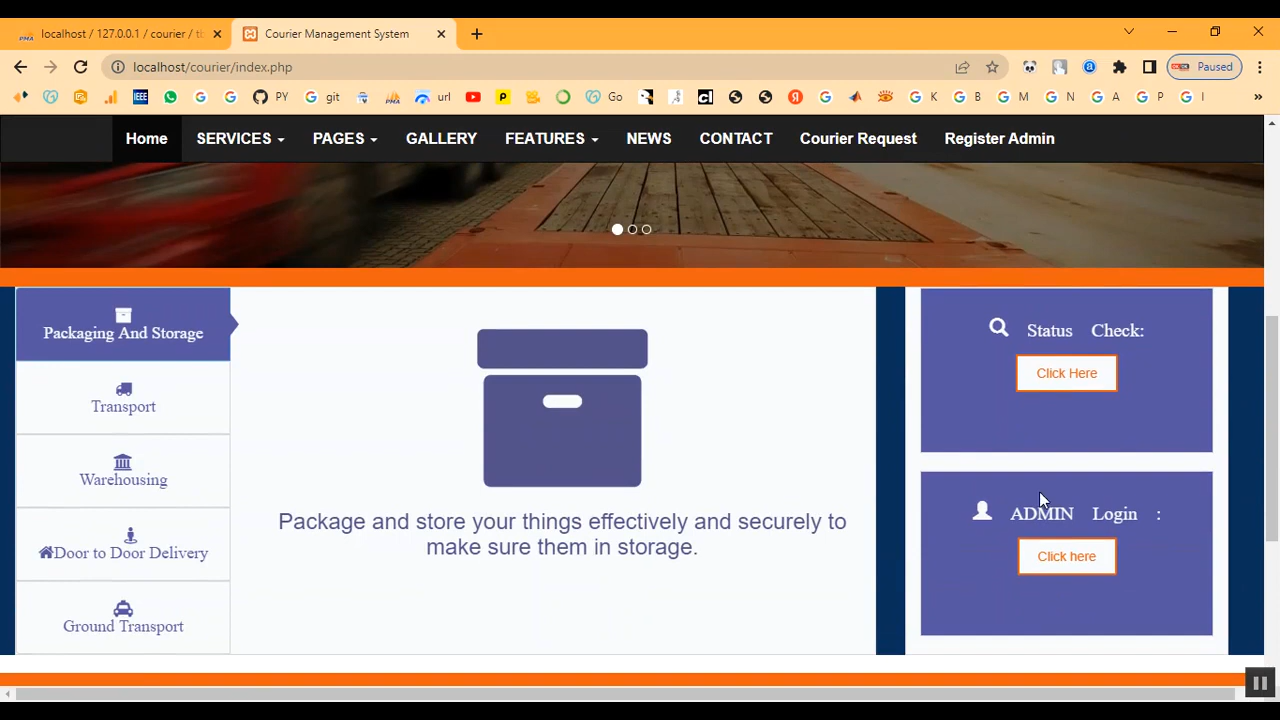 localhost / 127.0.0.1 / courier / tb
Courier Management System
localhost/courier/index.php
Paused
IEEE
PY
git
url
Go
K
B
M
N
A
P
I
Home
SERVICES
PAGES
GALLERY
FEATURES
NEWS
CONTACT
Courier Request
Register Admin
Packaging And Storage
Transport
Warehousing
Door to Door Delivery
Ground Transport
Package and store your things effectively and securely to
make sure them in storage.
Status Check:
Click Here
ADMIN Login :
Click here